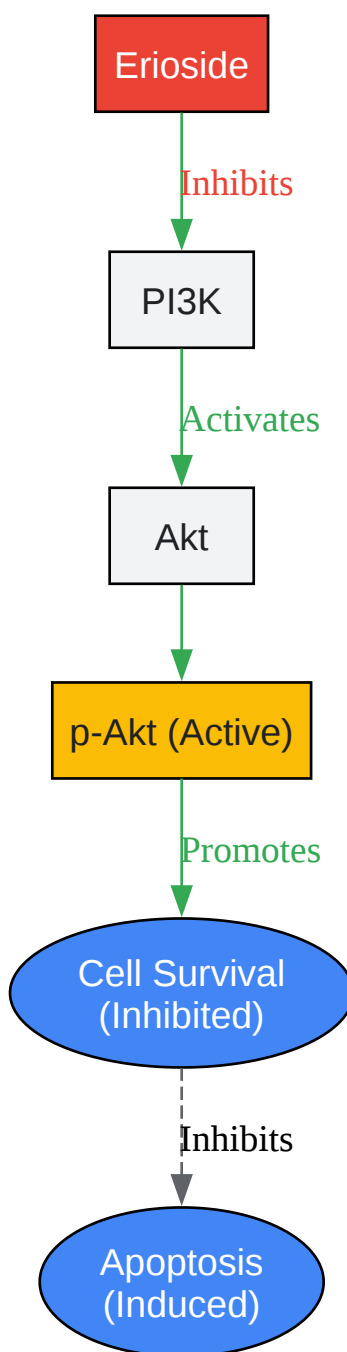 Erioside
Inhibits
PI3K
Activates
Akt
p-Akt (Active)
Promotes
Cell Survival
(Inhibited)
Inhibits
Apoptosis
(Induced)